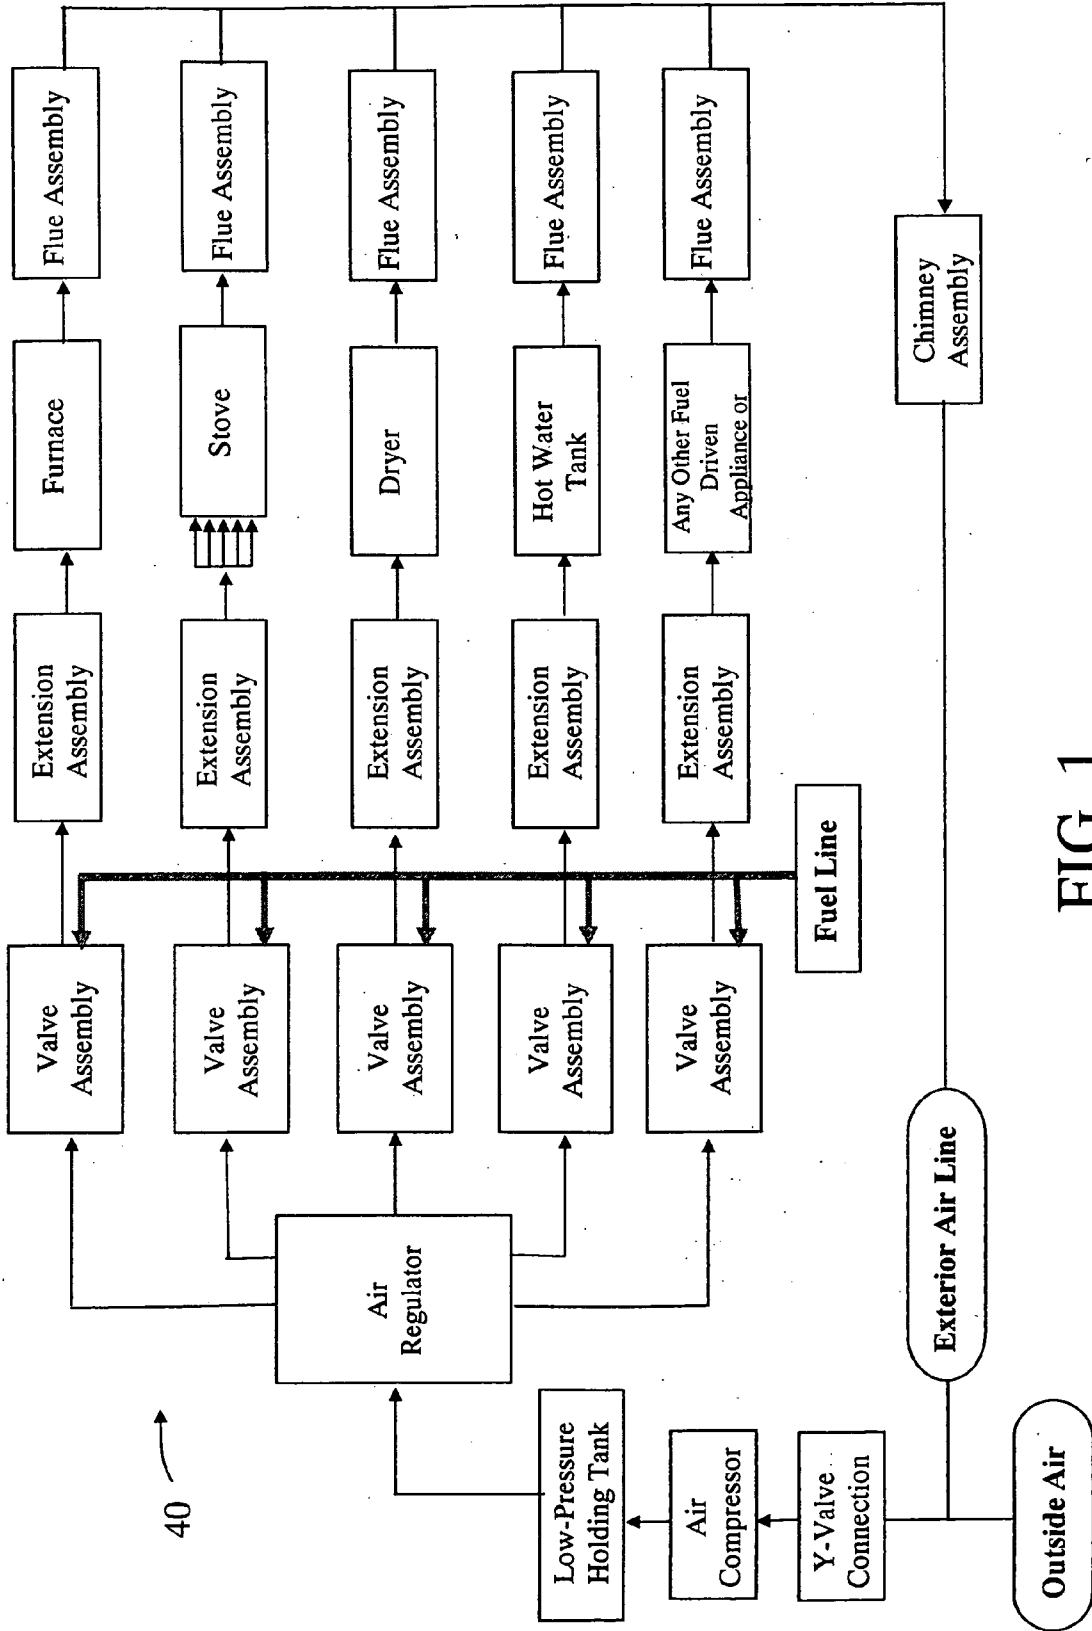 Valve
Assembly
Extension
Assembly
Furnace
Flue Assembly
40
Valve
Assembly
Extension
Assembly
Stove
Flue Assembly
Air
Regulator
Valve
Assembly
Extension
Assembly
Dryer
Flue Assembly
Low-Pressure
Holding Tank
Valve
Assembly
Extension
Assembly
Hot Water
Tank
Flue Assembly
Air
Compressor
Valve
Assembly
Extension
Assembly
Any Other Fuel
Driven
Appliance or
Flue Assembly
Y-Valve
Connection
Fuel Line
Exterior Air Line
Chimney
Assembly
Outside Air
FIG. 1